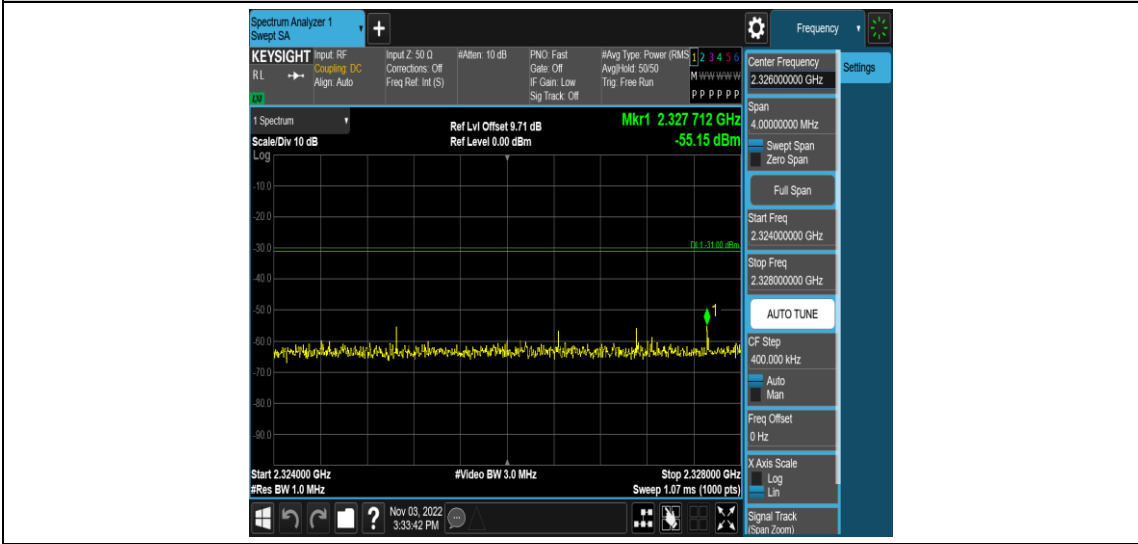 Spectrum Analyzer 1
Swept SA
+
Frequency
KEYSIGHT
RL
Input: RF
Coupling: DC
Align: Auto
Input Z: 50 Ω
Corrections: Off
Freq Ref: Int (S)
#Atten: 10 dB
PNO: Fast
Gate: Off
IF Gain: Low
Sig Track: Off
#Avg Type: Power (RMS
Avg|Hold: 50/50
Trig: Free Run
1 2 3 4 5 6
M W W W W W
P P P P P P
1 Spectrum
Scale/Div 10 dB
Log
Ref Lvl Offset 9.71 dB
Ref Level 0.00 dBm
Mkr1 2.327 712 GHz
-55.15 dBm
-10.0
-20.0
-30.0
DL1 -31.00 dBm
-40.0
-50.0
1
-60.0
-70.0
-80.0
-90.0
Start 2.324000 GHz
#Res BW 1.0 MHz
#Video BW 3.0 MHz
Stop 2.328000 GHz
Sweep 1.07 ms (1000 pts)
?
Nov 03, 2022
3:33:42 PM
Center Frequency
2.326000000 GHz
Settings
Span
4.00000000 MHz
Swept Span
Zero Span
Full Span
Start Freq
2.324000000 GHz
Stop Freq
2.328000000 GHz
AUTO TUNE
CF Step
400.000 kHz
Auto
Man
Freq Offset
0 Hz
X Axis Scale
Log
Lin
Signal Track
(Span Zoom)